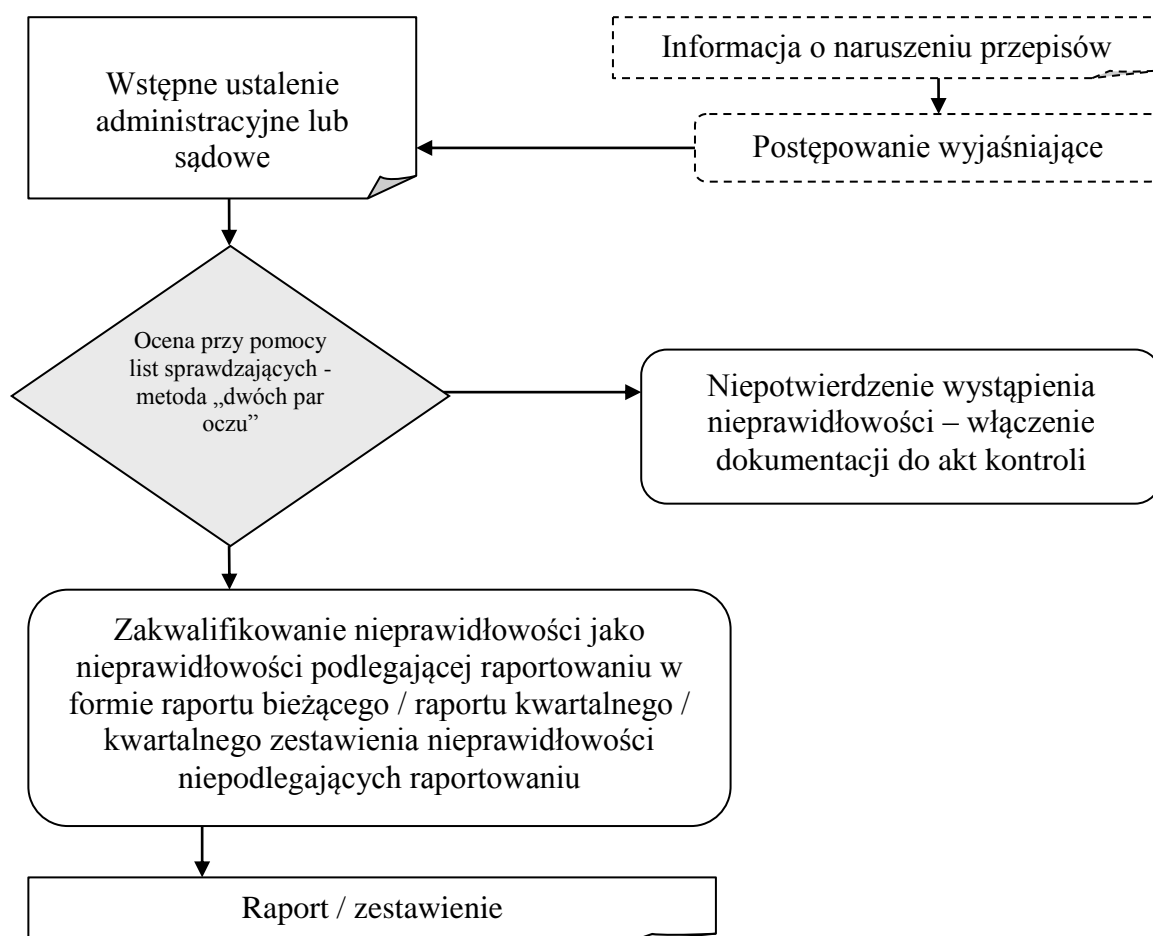 Informacja o naruszeniu przepisów
Postępowanie wyjaśniające
Wstępne ustalenie
administracyjne lub
sądowe
Ocena przy pomocy
list sprawdzających -
metoda „dwóch par
oczu”
Niepotwierdzenie wystąpienia
nieprawidłowości – włączenie
dokumentacji do akt kontroli
Zakwalifikowanie nieprawidłowości jako
nieprawidłowości podlegającej raportowaniu w
formie raportu bieżącego / raportu kwartalnego /
kwartalnego zestawienia nieprawidłowości
niepodlegających raportowaniu
Raport / zestawienie